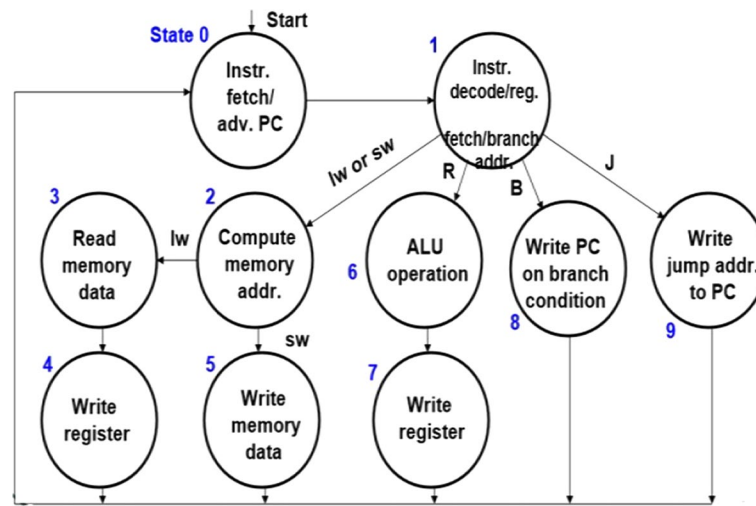 Start
State 0
1
Instr.
fetch/
adv. PC
Instr.
decode/reg.
fetch/branch
addr.
lw or sw
R
B
J
3
2
lw
Read
memory
data
Compute
memory
addr.
6
ALU
operation
Write PC
on branch
condition
8
Write
jump addr.
to PC
9
sw
4
5
7
Write
register
Write
memory
data
Write
register